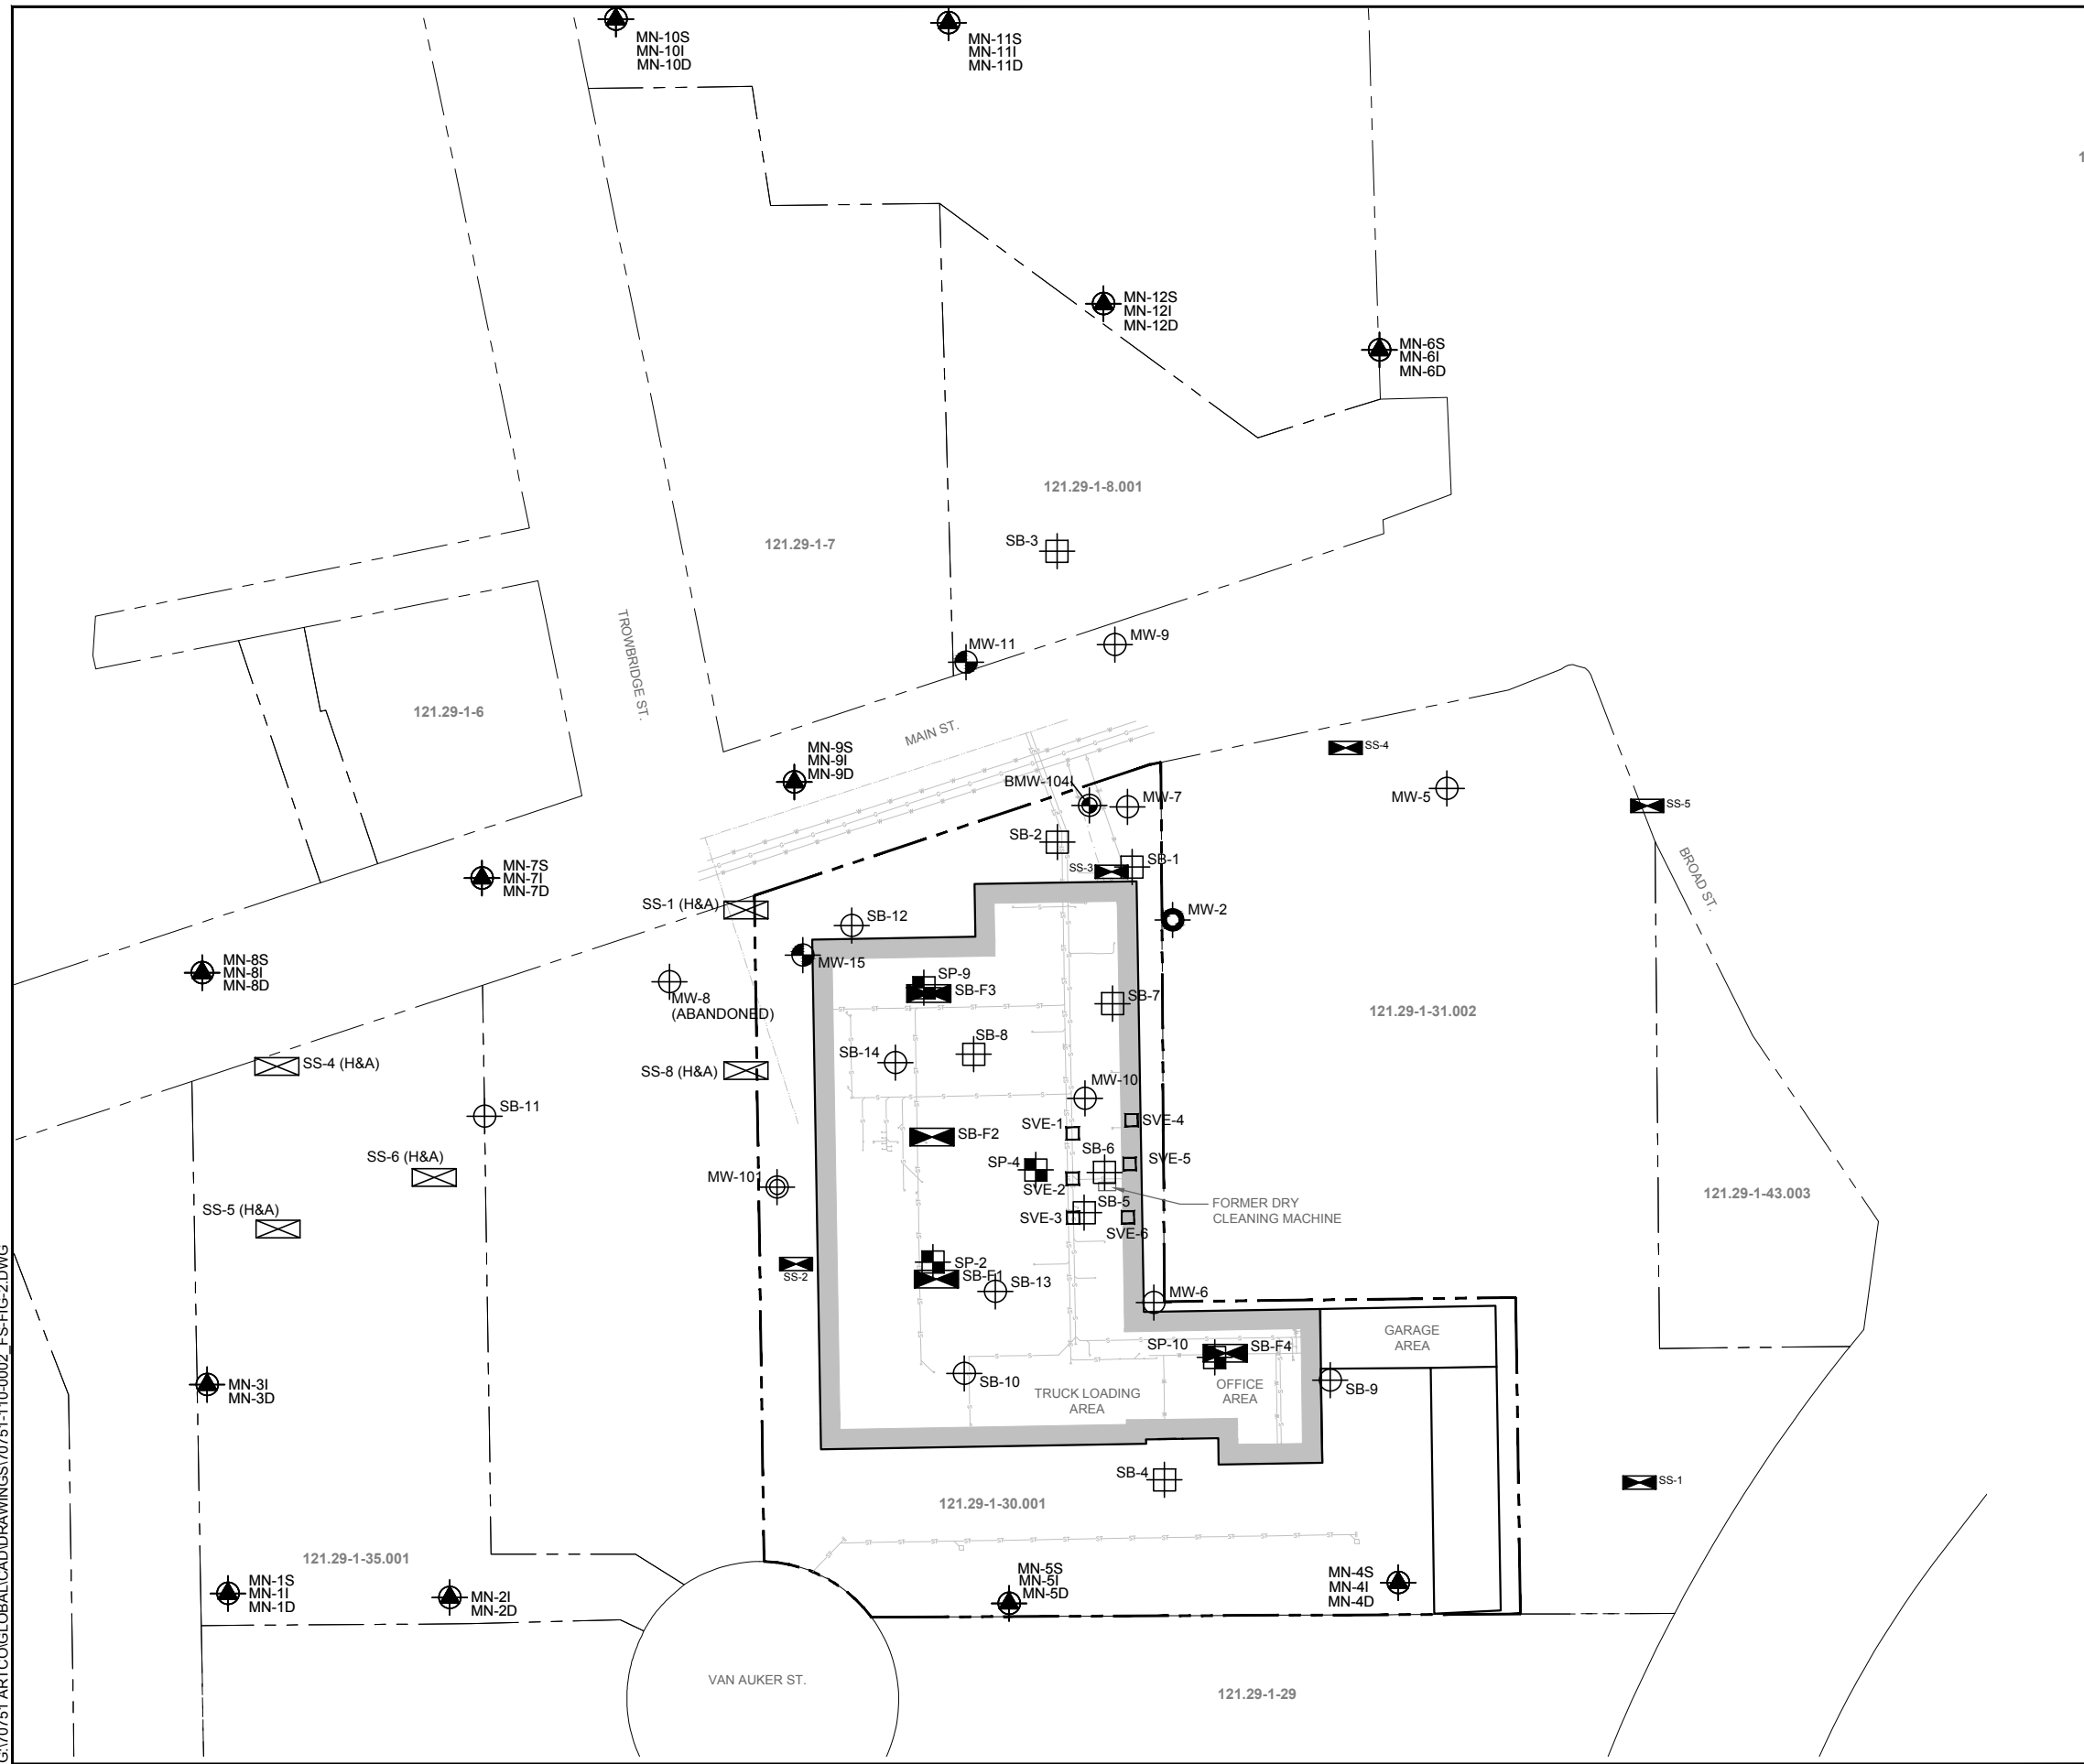 MN-10S
MN-10I
MN-10D
MN-11S
MN-11I
MN-11D
MN-12S
MN-12I
MN-12D
MN-6S
MN-6I
MN-6D
121.29-1-8.001
121.29-1-7
SB-3
TROWBRIDGE ST.
MW-9
MW-11
121.29-1-6
MAIN ST.
MN-9S
MN-9I
MN-9D
SS-4
BMW-104I
MW-7
MW-5
SS-5
SB-2
BROAD ST.
SS-3
SB-1
MN-7S
MN-7I
MN-7D
SS-1 (H&A)
SB-12
MW-2
MW-15
MN-8S
MN-8I
MN-8D
SP-9
SB-F3
MW-8
(ABANDONED)
SB-7
121.29-1-31.002
SB-8
SB-14
SS-4 (H&A)
SS-8 (H&A)
MW-10
SB-11
SVE-1
SVE-4
SB-F2
SB-6
SS-6 (H&A)
SP-4
SVE-5
MW-101
SVE-2
121.29-1-43.003
SS-5 (H&A)
SB-5
FORMER DRY
CLEANING MACHINE
SVE-3
SVE-6
SP-2
SS-2
SB-F1
SB-13
MW-6
GARAGE
AREA
SP-10
SB-F4
MN-3I
MN-3D
SB-10
TRUCK LOADING
AREA
OFFICE
AREA
SB-9
SB-4
SS-1
121.29-1-30.001
121.29-1-35.001
MN-1S
MN-1I
MN-1D
MN-2I
MN-2D
MN-5S
MN-5I
MN-5D
MN-4S
MN-4I
MN-4D
VAN AUKER ST.
121.29-1-29
G:\70751 ARTCO\GLOBAL\CAD\DRAWINGS\70751-110-0002_FS-FIG-2.DWG